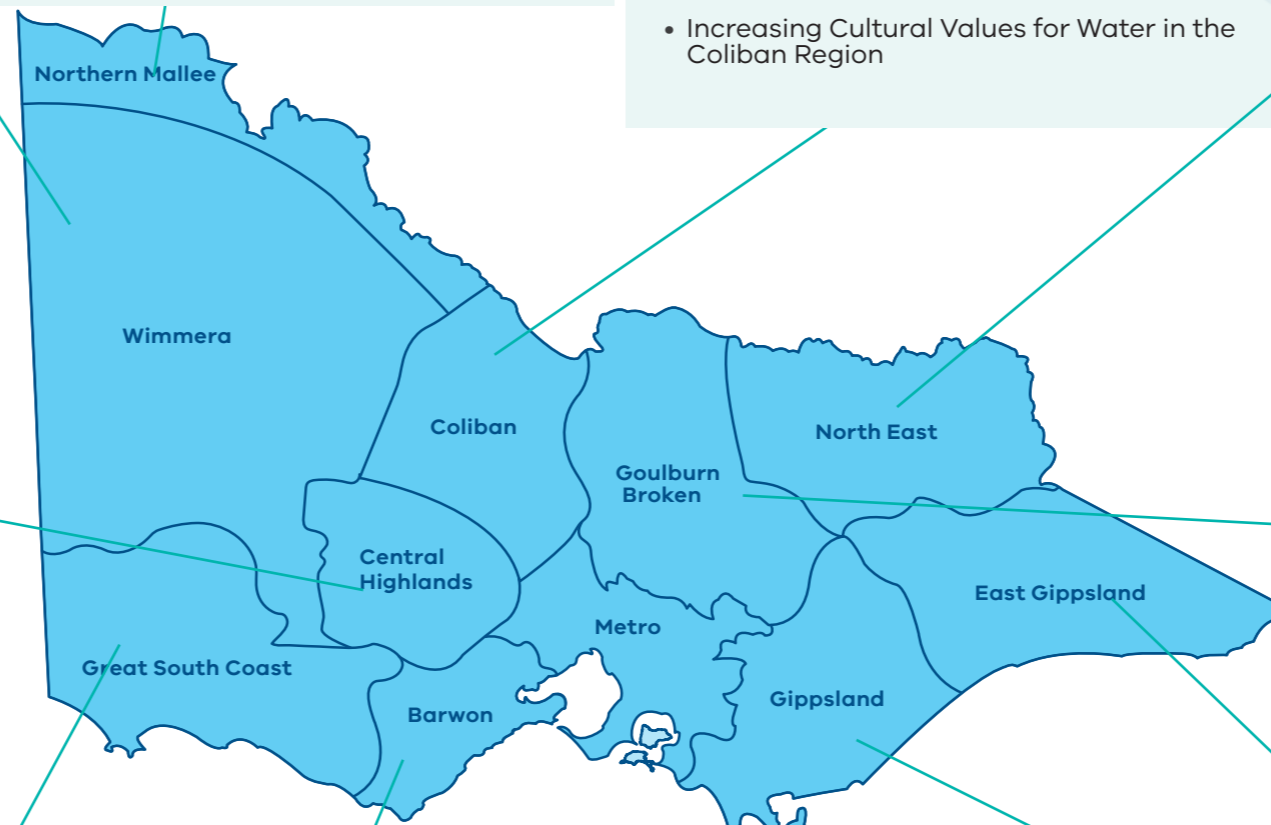 • Increasing Cultural Values for Water in the
Coliban Region
Northern Mallee
Wimmera
Coliban
North East
Goulburn
Broken
Central
Highlands
East Gippsland
Metro
Great South Coast
Gippsland
Barwon